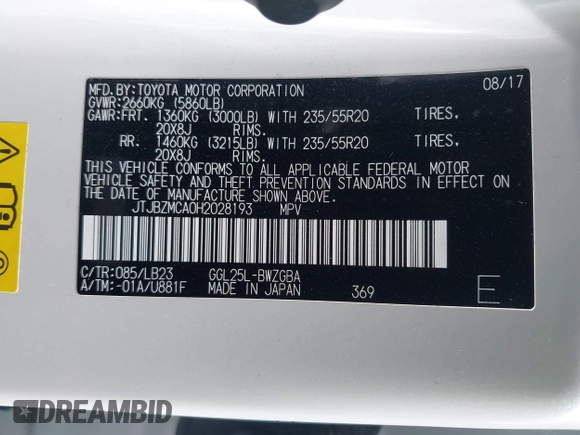 MFD.BY:TOYOTA MOTOR CORPORATION 08/17
GVWR:2660KG (5860LB)
GAWR:FRT. 1360KG (3000LB) WITH 235/55R20 TIRES,
20X8J RIMS.
RR. 1460KG (3215LB) WITH 235/55R20 TIRES,
20X8J RIMS.
THIS VEHICLE CONFORMS TO ALL APPLICABLE FEDERAL MOTOR
VEHICLE SAFETY AND THEFT PREVENTION STANDARDS IN EFFECT ON
THE DATE OF MANUFACTURE SHOWN ABOVE.
JTJBZMCA0H2028193 MPV
C/TR:085/LB23 GGL25L-BWZGBA
A/TM:-01A/U881F MADE IN JAPAN 369 E
DREAMBID